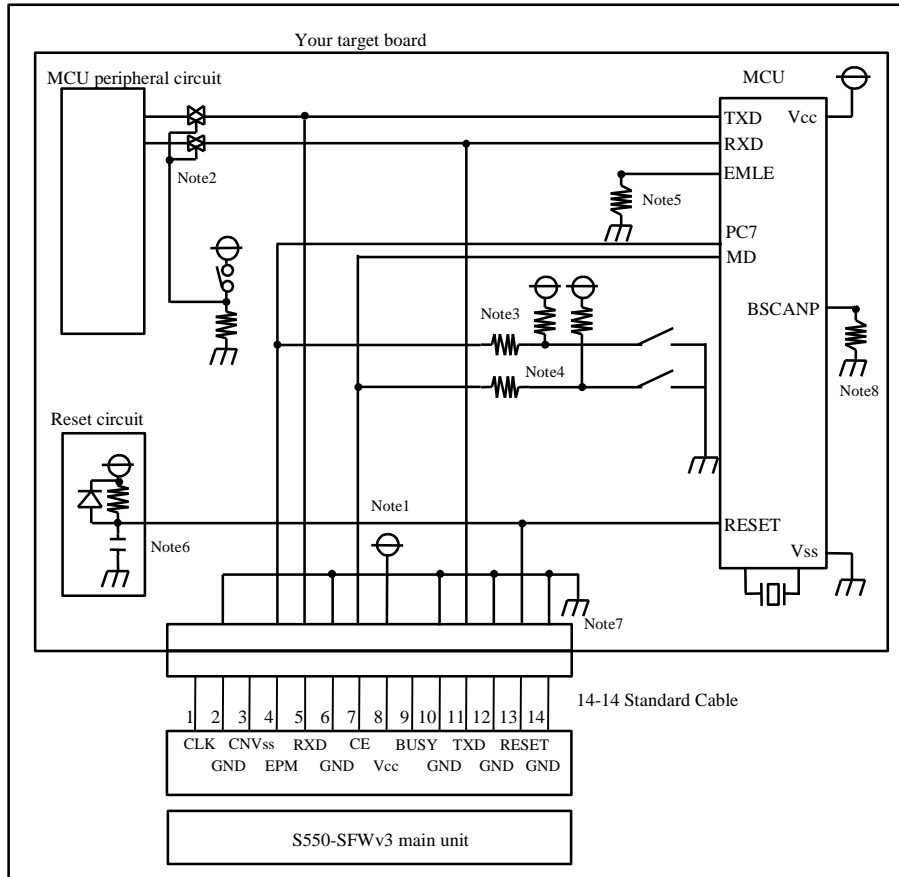 Your target board
MCU peripheral circuit
MCU
TXD
Vcc
RXD
Note2
EMLE
Note5
PC7
MD
BSCANP
Note3
Note4
Note8
Reset circuit
Note1
RESET
Note6
Vss
Note7
14-14 Standard Cable
1 2 3 4 5 6 7 8 9 10 11 12 13 14
CLK CNVss RXD CE BUSY TXD RESET
GND EPM GND Vcc GND GND GND
S550-SFWv3 main unit